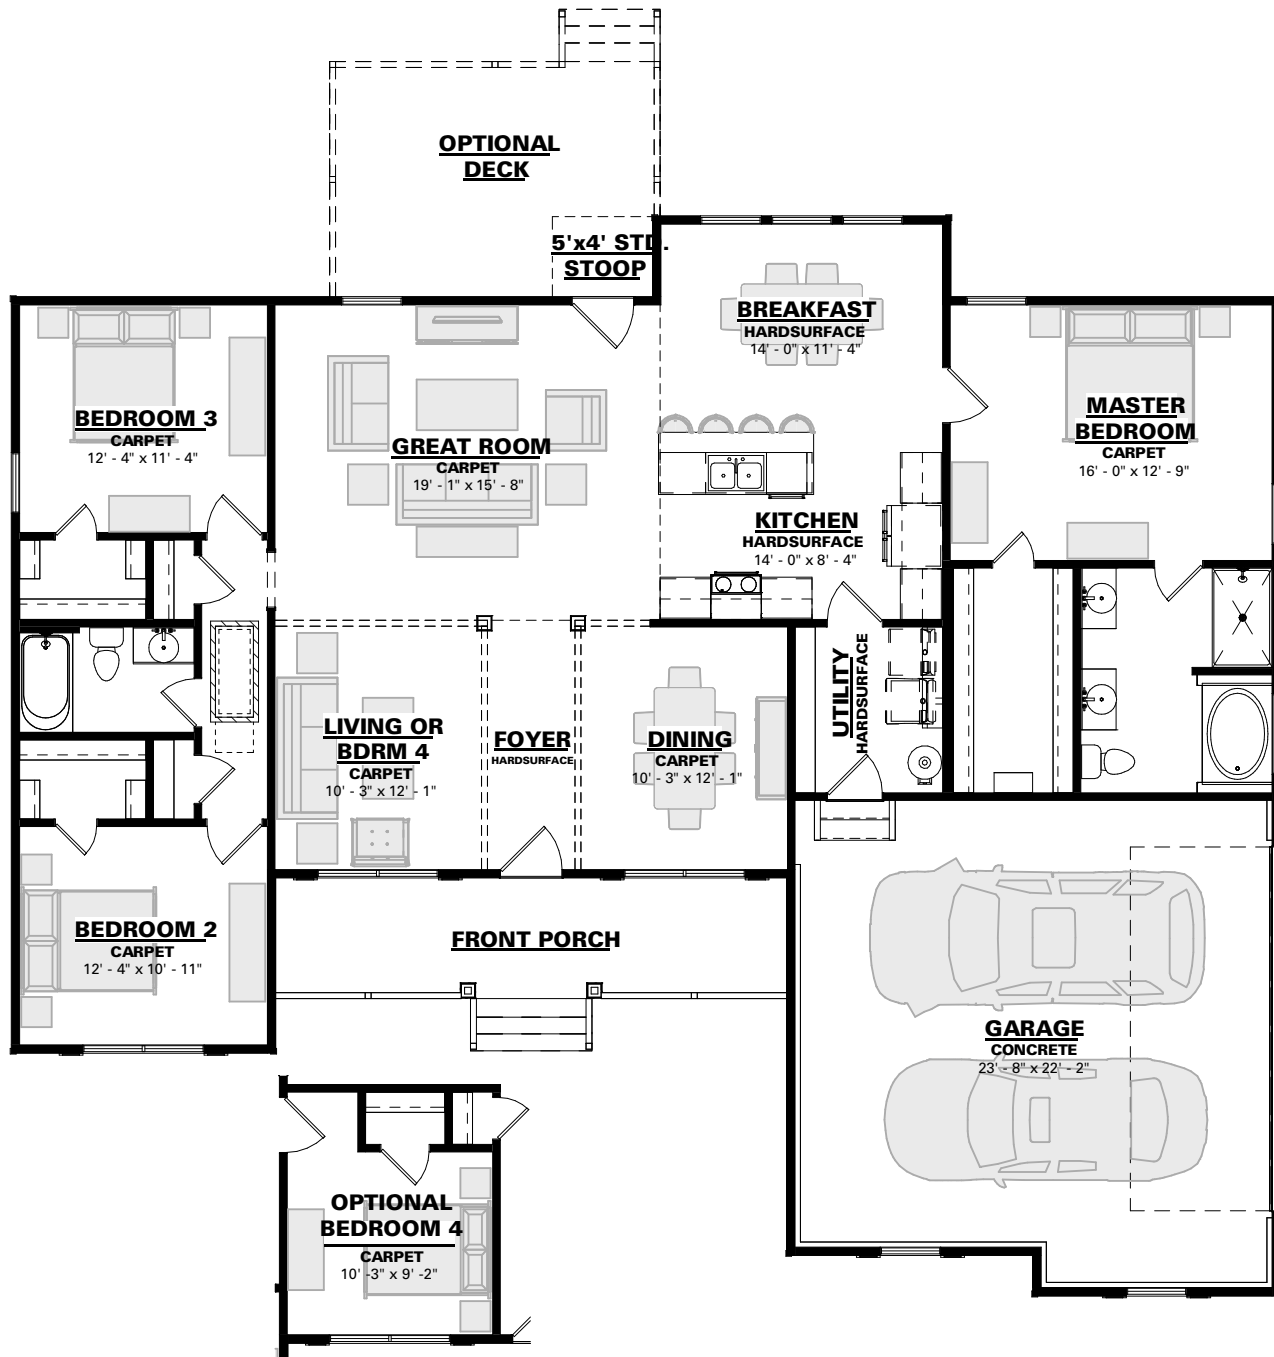 OPTIONAL
DECK
5'x4' STD.
STOOP
BREAKFAST
HARDSURFACE
14' - 0" x 11' - 4"
BEDROOM 3
CARPET
12' - 4" x 11' - 4"
GREAT ROOM
CARPET
19' - 1" x 15' - 8"
MASTER
BEDROOM
CARPET
16' - 0" x 12' - 9"
KITCHEN
HARDSURFACE
14' - 0" x 8' - 4"
LIVING OR
BDRM 4
CARPET
10' - 3" x 12' - 1"
FOYER
HARDSURFACE
DINING
CARPET
10' - 3" x 12' - 1"
UTILITY
HARDSURFACE
BEDROOM 2
CARPET
12' - 4" x 10' - 11"
FRONT PORCH
GARAGE
CONCRETE
23' - 8" x 22' - 2"
OPTIONAL
BEDROOM 4
CARPET
10' -3" x 9' -2"